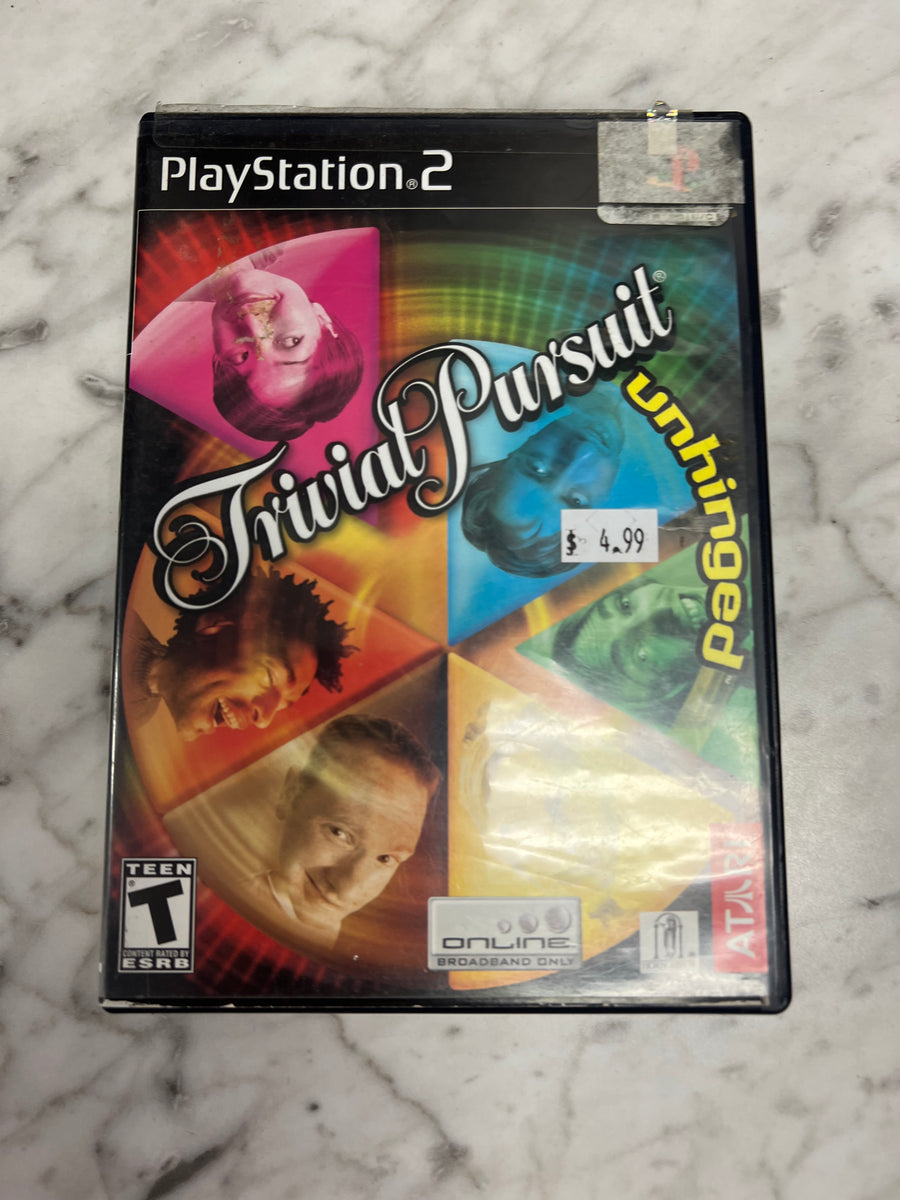 PlayStation®2
Trivial Pursuit®
unhinged
$ 4.99
TEEN
T
CONTENT RATED BY
ESRB
ONLINE
BROADBAND ONLY
ATARI